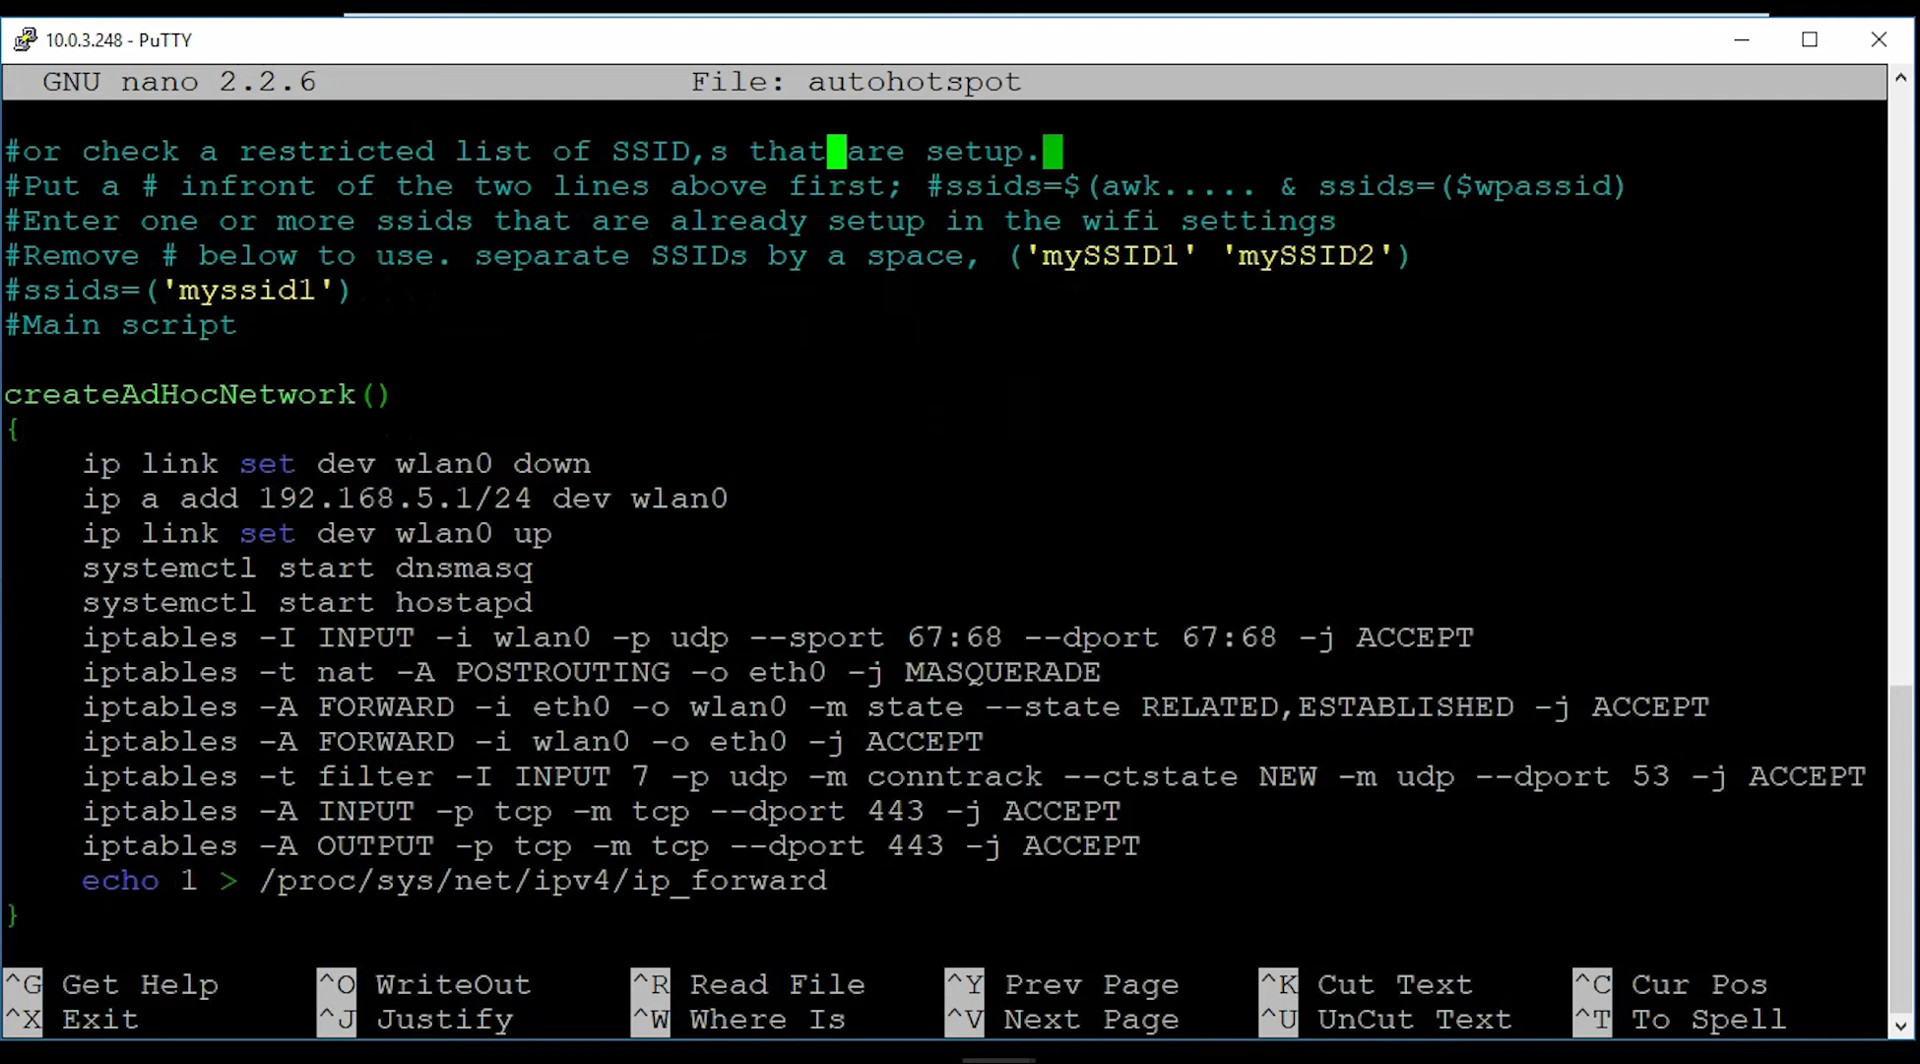 10.0.3.248 - PuTTY
GNU nano 2.2.6 File: autohotspot
#or check a restricted list of SSID,s that are setup.
#Put a # infront of the two lines above first; #ssids=$(awk..... & ssids=($wpassid)
#Enter one or more ssids that are already setup in the wifi settings
#Remove # below to use. separate SSIDs by a space, ('mySSID1' 'mySSID2')
#ssids=('myssid1')
#Main script
createAdHocNetwork()
{
ip link set dev wlan0 down
ip a add 192.168.5.1/24 dev wlan0
ip link set dev wlan0 up
systemctl start dnsmasq
systemctl start hostapd
iptables -I INPUT -i wlan0 -p udp --sport 67:68 --dport 67:68 -j ACCEPT
iptables -t nat -A POSTROUTING -o eth0 -j MASQUERADE
iptables -A FORWARD -i eth0 -o wlan0 -m state --state RELATED,ESTABLISHED -j ACCEPT
iptables -A FORWARD -i wlan0 -o eth0 -j ACCEPT
iptables -t filter -I INPUT 7 -p udp -m conntrack --ctstate NEW -m udp --dport 53 -j ACCEPT
iptables -A INPUT -p tcp -m tcp --dport 443 -j ACCEPT
iptables -A OUTPUT -p tcp -m tcp --dport 443 -j ACCEPT
echo 1 > /proc/sys/net/ipv4/ip_forward
}
^G Get Help ^O WriteOut ^R Read File ^Y Prev Page ^K Cut Text ^C Cur Pos
^X Exit ^J Justify ^W Where Is ^V Next Page ^U UnCut Text ^T To Spell